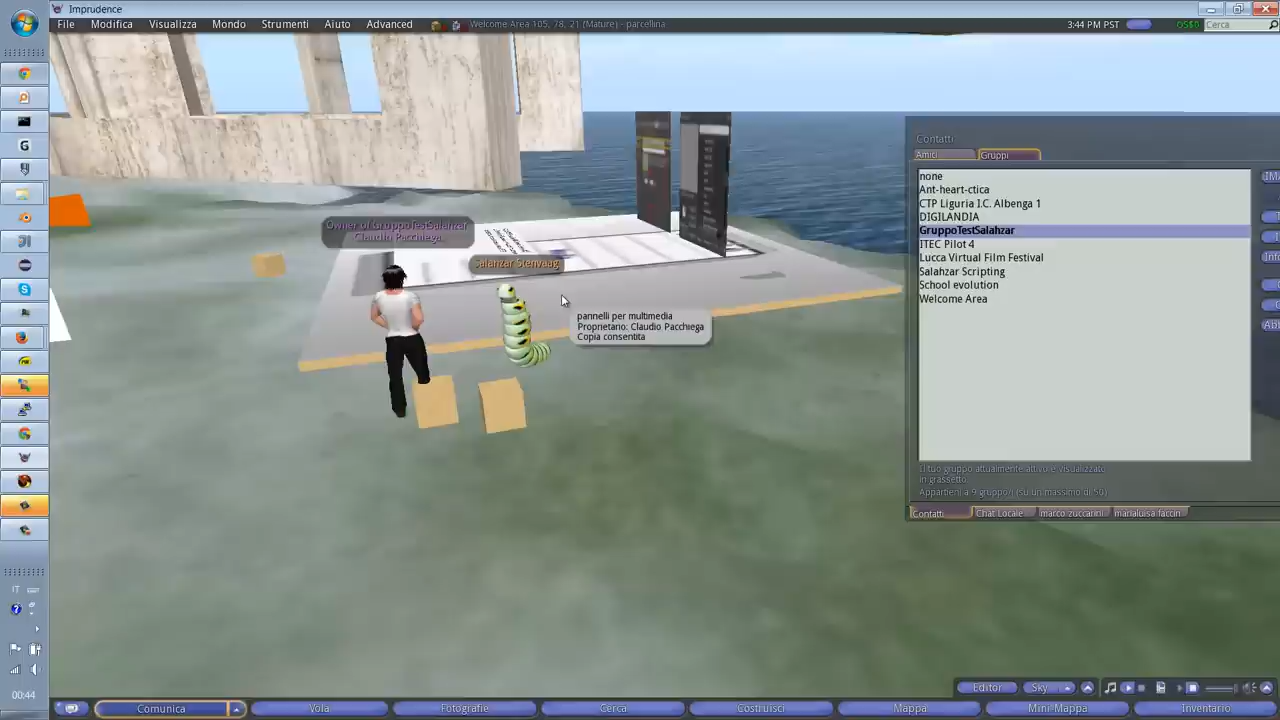 Imprudence
File Modifica Visualizza Mondo Strumenti Aiuto Advanced
Welcome Area 105, 78, 21 (Mature) - parcellina
3:44 PM PST
OS$0
Cerca
Contatti
Amici
Gruppi
none
Ant-heart-ctica
CTP Liguria I.C. Albenga 1
DIGILANDIA
GruppoTestSalahzar
ITEC Pilot 4
Lucca Virtual Film Festival
Salahzar Scripting
School evolution
Welcome Area
IM/
Il tuo gruppo attualmente attivo è visualizzato
in grassetto.
Appartieni a 9 gruppo/i (su un massimo di 50)
Contatti
Chat Locale
marco zuccarini
marialuisa faccin
Owner of GruppoTestSalahzar
Claudio Pacchiega
Salahzar Stenvaag
pannelli per multimedia
Proprietario: Claudio Pacchiega
Copia consentita
IT
00:44
Editor
Sky
Comunica
Vola
Fotografie
Cerca
Costruisci
Mappa
Mini-Mappa
Inventario